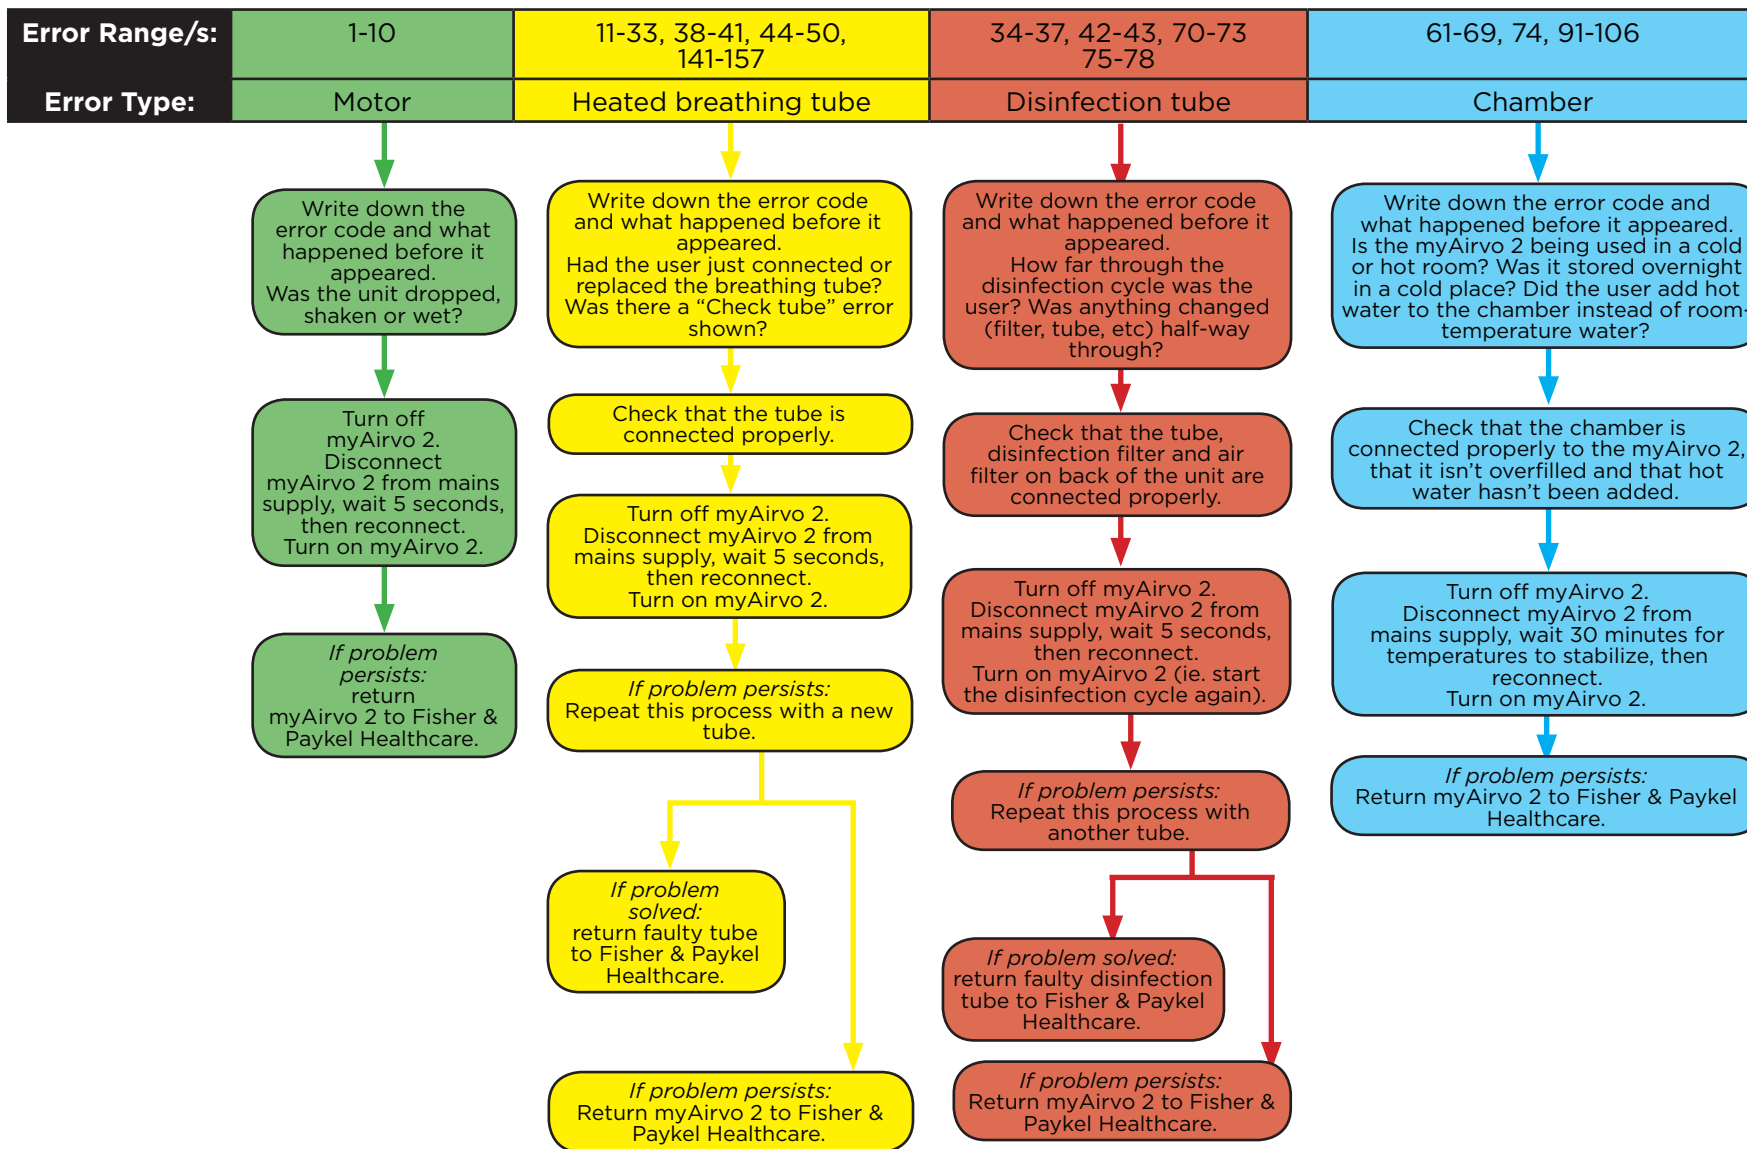 Error Range/s:
1-10
11-33, 38-41, 44-50,
141-157
34-37, 42-43, 70-73
75-78
61-69, 74, 91-106
Error Type:
Motor
Heated breathing tube
Disinfection tube
Chamber
Write down the
error code and what
happened before it
appeared.
Was the unit dropped,
shaken or wet?
Turn off
myAirvo 2.
Disconnect
myAirvo 2 from mains
supply, wait 5 seconds,
then reconnect.
Turn on myAirvo 2.
If problem
persists:
return
myAirvo 2 to Fisher &
Paykel Healthcare.
Write down the error code
and what happened before it
appeared.
Had the user just connected or
replaced the breathing tube?
Was there a “Check tube” error
shown?
Check that the tube is
connected properly.
Turn off myAirvo 2.
Disconnect myAirvo 2 from
mains supply, wait 5 seconds,
then reconnect.
Turn on myAirvo 2.
If problem persists:
Repeat this process with a new
tube.
If problem
solved:
return faulty tube
to Fisher & Paykel
Healthcare.
If problem persists:
Return myAirvo 2 to Fisher &
Paykel Healthcare.
Write down the error code
and what happened before it
appeared.
How far through the
disinfection cycle was the
user? Was anything changed
(filter, tube, etc) half-way
through?
Check that the tube,
disinfection filter and air
filter on back of the unit are
connected properly.
Turn off myAirvo 2.
Disconnect myAirvo 2 from
mains supply, wait 5 seconds,
then reconnect.
Turn on myAirvo 2 (ie. start
the disinfection cycle again).
If problem persists:
Repeat this process with
another tube.
If problem solved:
return faulty disinfection
tube to Fisher & Paykel
Healthcare.
If problem persists:
Return myAirvo 2 to Fisher &
Paykel Healthcare.
Write down the error code and
what happened before it appeared.
Is the myAirvo 2 being used in a cold
or hot room? Was it stored overnight
in a cold place? Did the user add hot
water to the chamber instead of room-
temperature water?
Check that the chamber is
connected properly to the myAirvo 2,
that it isn’t overfilled and that hot
water hasn’t been added.
Turn off myAirvo 2.
Disconnect myAirvo 2 from
mains supply, wait 30 minutes for
temperatures to stabilize, then
reconnect.
Turn on myAirvo 2.
If problem persists:
Return myAirvo 2 to Fisher & Paykel
Healthcare.